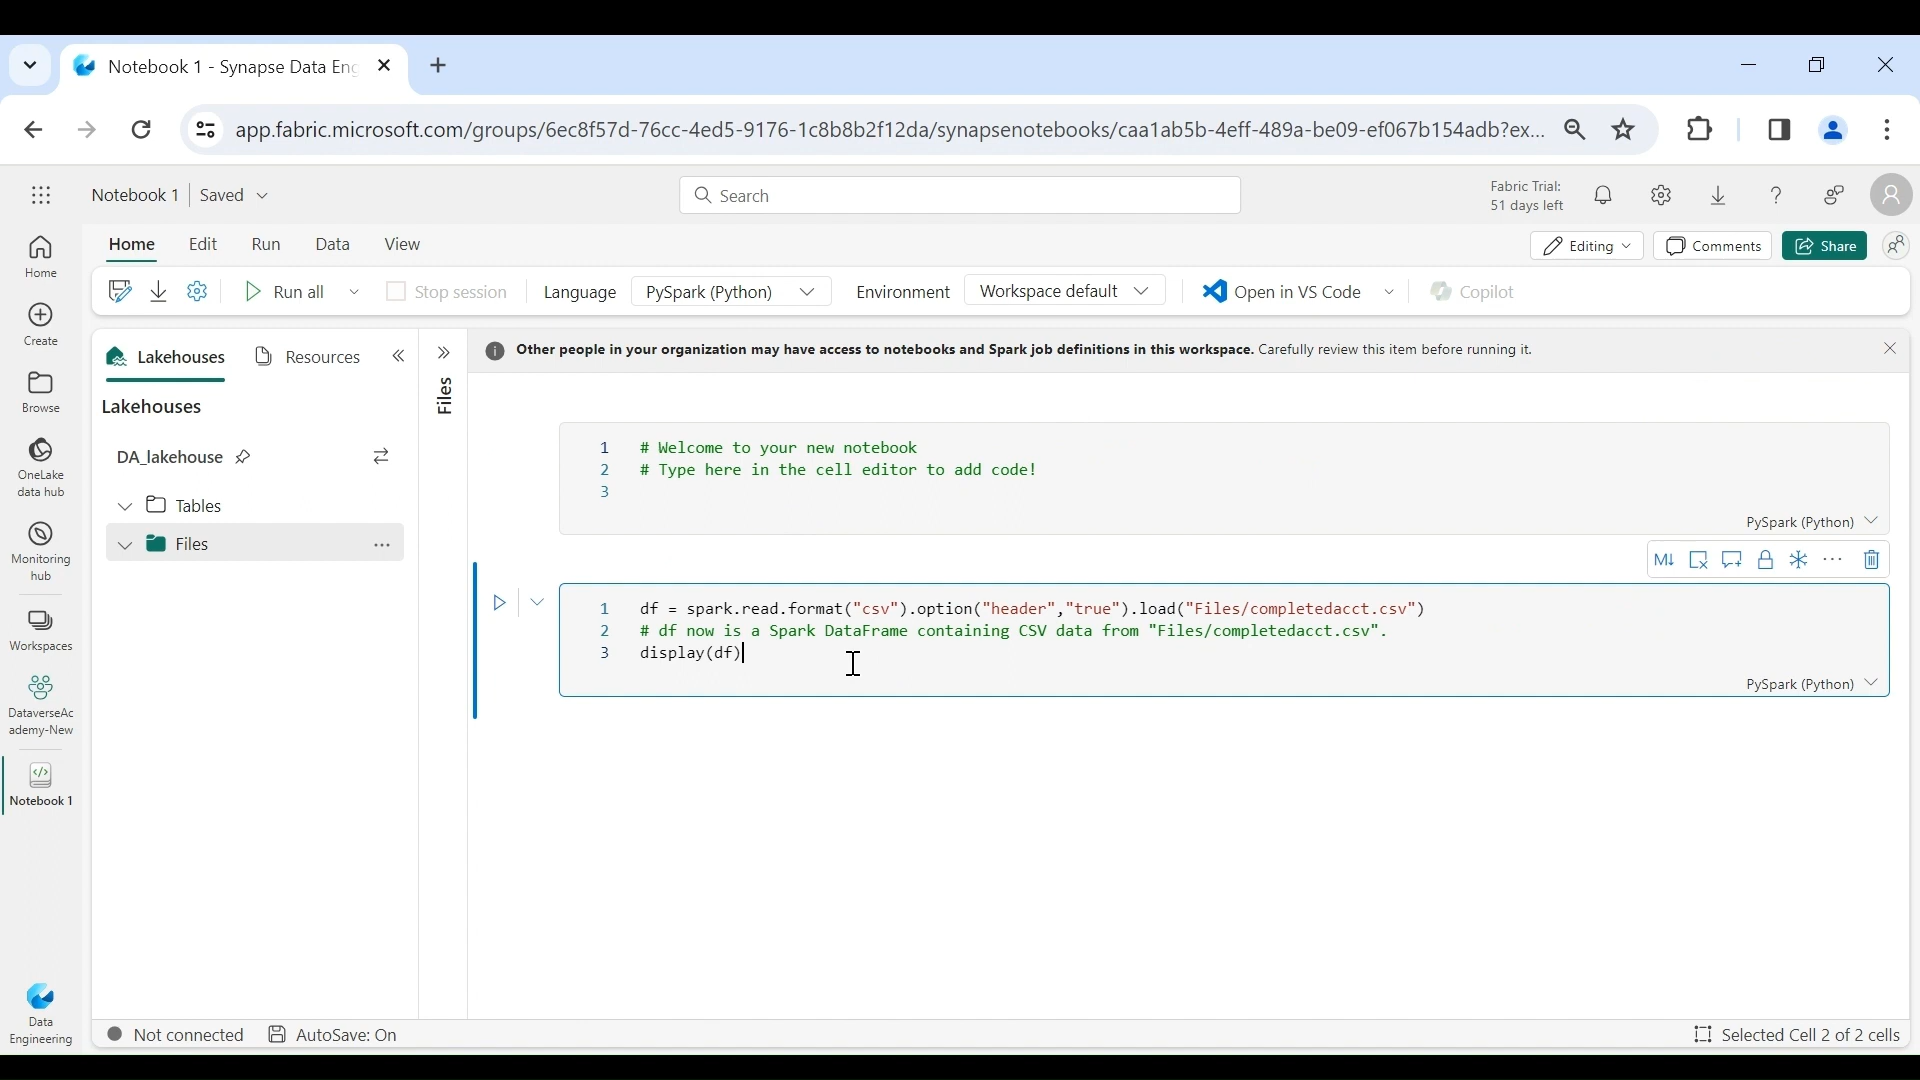 Notebook 1 - Synapse Data Eng
app.fabric.microsoft.com/groups/6ec8f57d-76cc-4ed5-9176-1c8b8b2f12da/synapsenotebooks/caa1ab5b-4eff-489a-be09-ef067b154adb?ex...
Notebook 1 | Saved
Search
Fabric Trial:
51 days left
Home Edit Run Data View
Editing Comments Share
Run all Stop session Language PySpark (Python) Environment Workspace default Open in VS Code Copilot
Home
Create
Browse
OneLake
data hub
Monitoring
hub
Workspaces
DataverseAc
ademy-New
Notebook 1
Data
Engineering
Lakehouses Resources
Lakehouses
DA_lakehouse
Tables
Files
Files
Other people in your organization may have access to notebooks and Spark job definitions in this workspace. Carefully review this item before running it.
1 # Welcome to your new notebook
2 # Type here in the cell editor to add code!
3
PySpark (Python)
M↓
1 df = spark.read.format("csv").option("header","true").load("Files/completedacct.csv")
2 # df now is a Spark DataFrame containing CSV data from "Files/completedacct.csv".
3 display(df)
PySpark (Python)
Not connected AutoSave: On
Selected Cell 2 of 2 cells